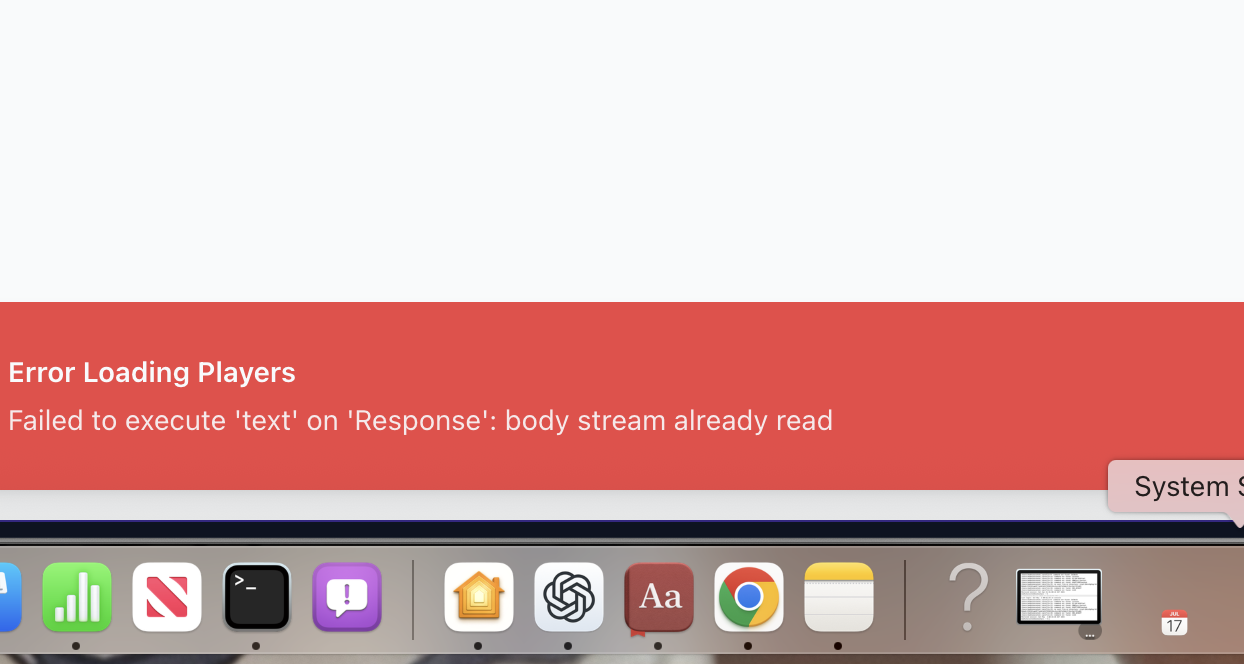 Error Loading Players
Failed to execute 'text' on 'Response': body stream already read
System
>_
!
Aa
?
...
JUL
17